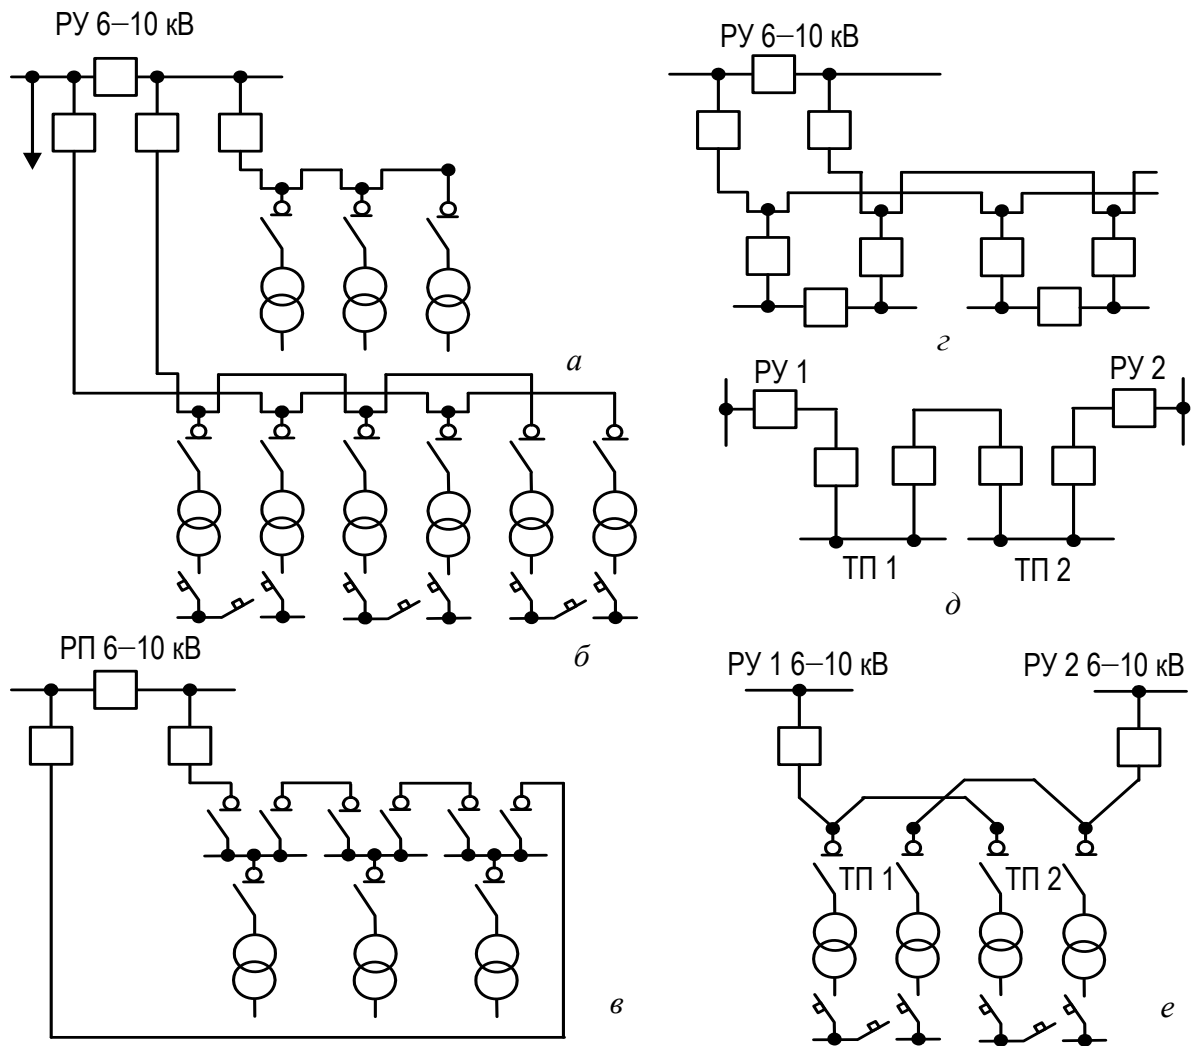 РУ 6–10 кВ
а
б
РП 6–10 кВ
в
РУ 6–10 кВ
г
РУ 1
РУ 2
ТП 1
ТП 2
д
РУ 1 6–10 кВ
РУ 2 6–10 кВ
ТП 1
ТП 2
е